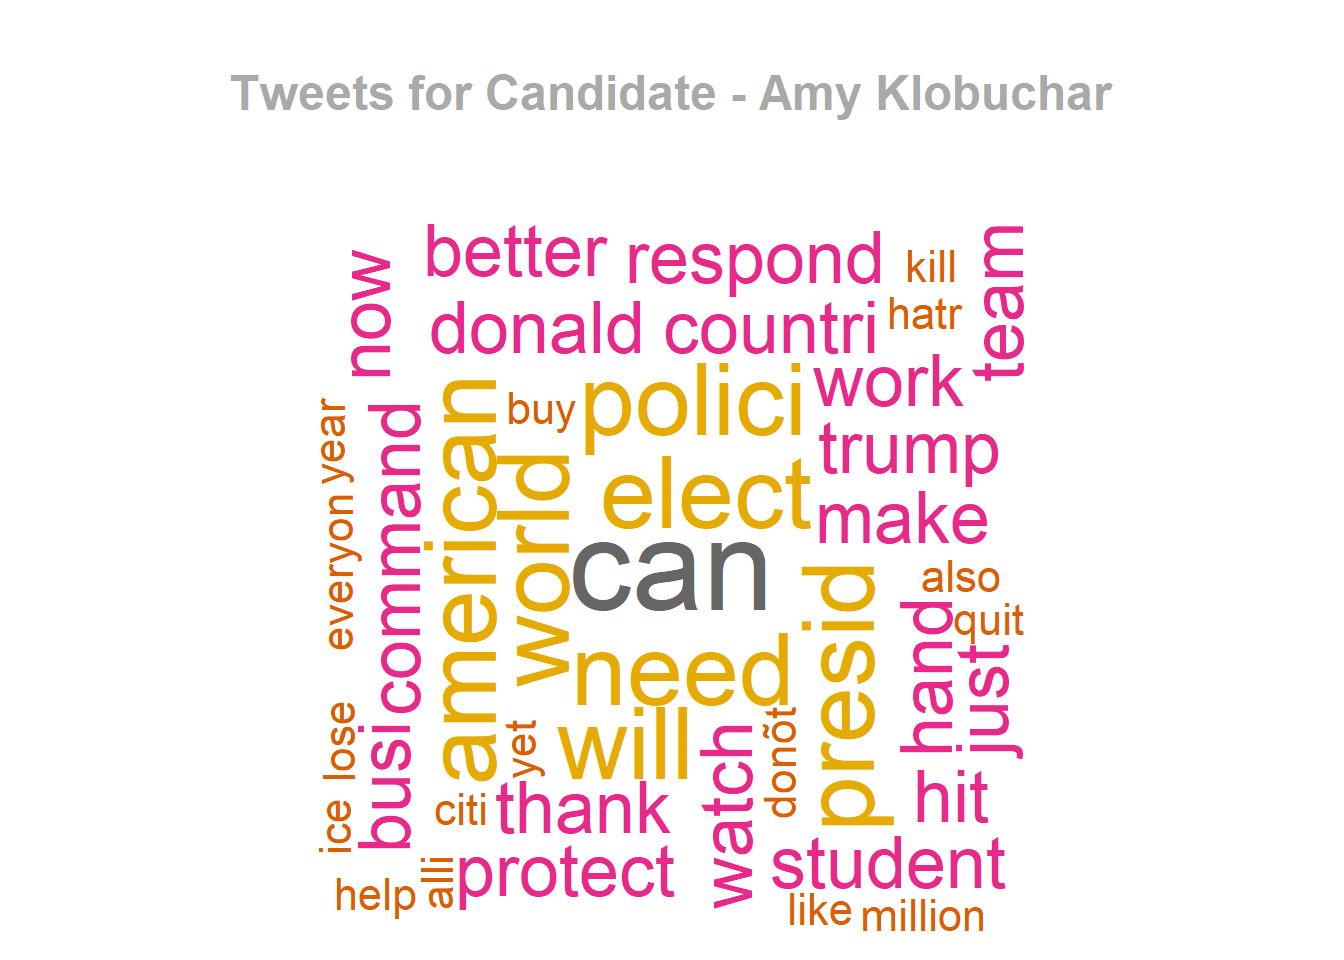 Tweets for Candidate - Amy Klobuchar
now
better
respond
kill
team
donald
countri
hatr
work
american
buy
polici
year
command
trump
world
elect
make
everyon
can
presid
also
quit
hand
just
need
will
lose
busi
yet
watch
donõt
hit
ice
citi
thank
student
help
alli
protect
like
million